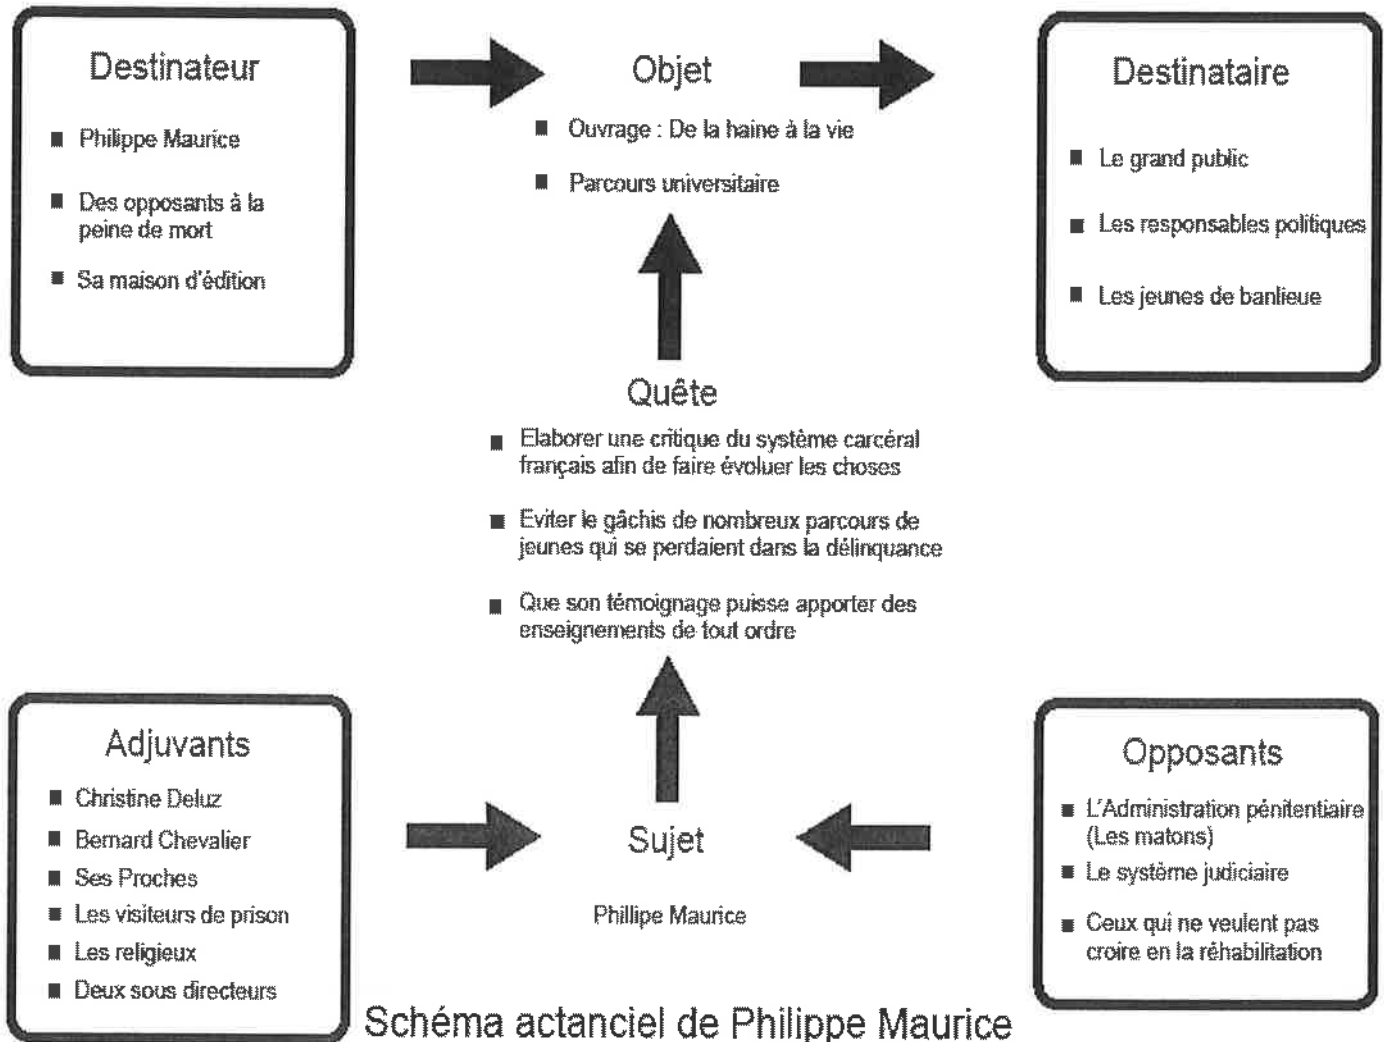 Destinateur
Philippe Maurice
Des opposants à la
peine de mort
Sa maison d'édition
Objet
Ouvrage : De la haine à la vie
Parcours universitaire
Destinataire
Le grand public
Les responsables politiques
Les jeunes de banlieue
Quête
Elaborer une critique du système carcéral
français afin de faire évoluer les choses
Eviter le gâchis de nombreux parcours de
jeunes qui se perdaient dans la délinquance
Que son témoignage puisse apporter des
enseignements de tout ordre
Adjuvants
Christine Deluz
Bernard Chevalier
Ses Proches
Les visiteurs de prison
Les religieux
Deux sous directeurs
Sujet
Phillipe Maurice
Opposants
L'Administration pénitentiaire
(Les matons)
Le système judiciaire
Ceux qui ne veulent pas
croire en la réhabilitation
Schéma actanciel de Philippe Maurice